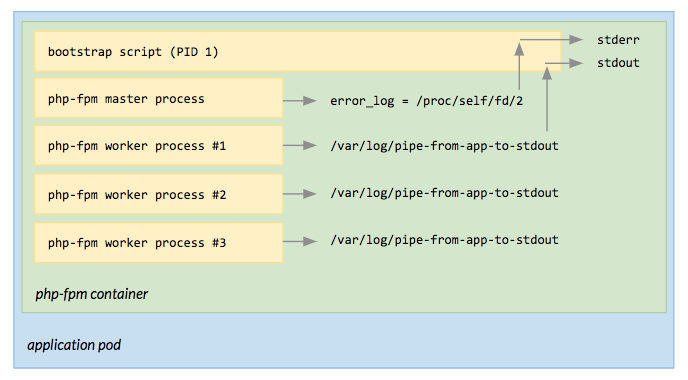 bootstrap script (PID 1)
stderr
stdout
php-fpm master process
error_log = /proc/self/fd/2
php-fpm worker process #1
/var/log/pipe-from-app-to-stdout
php-fpm worker process #2
/var/log/pipe-from-app-to-stdout
php-fpm worker process #3
/var/log/pipe-from-app-to-stdout
php-fpm container
application pod